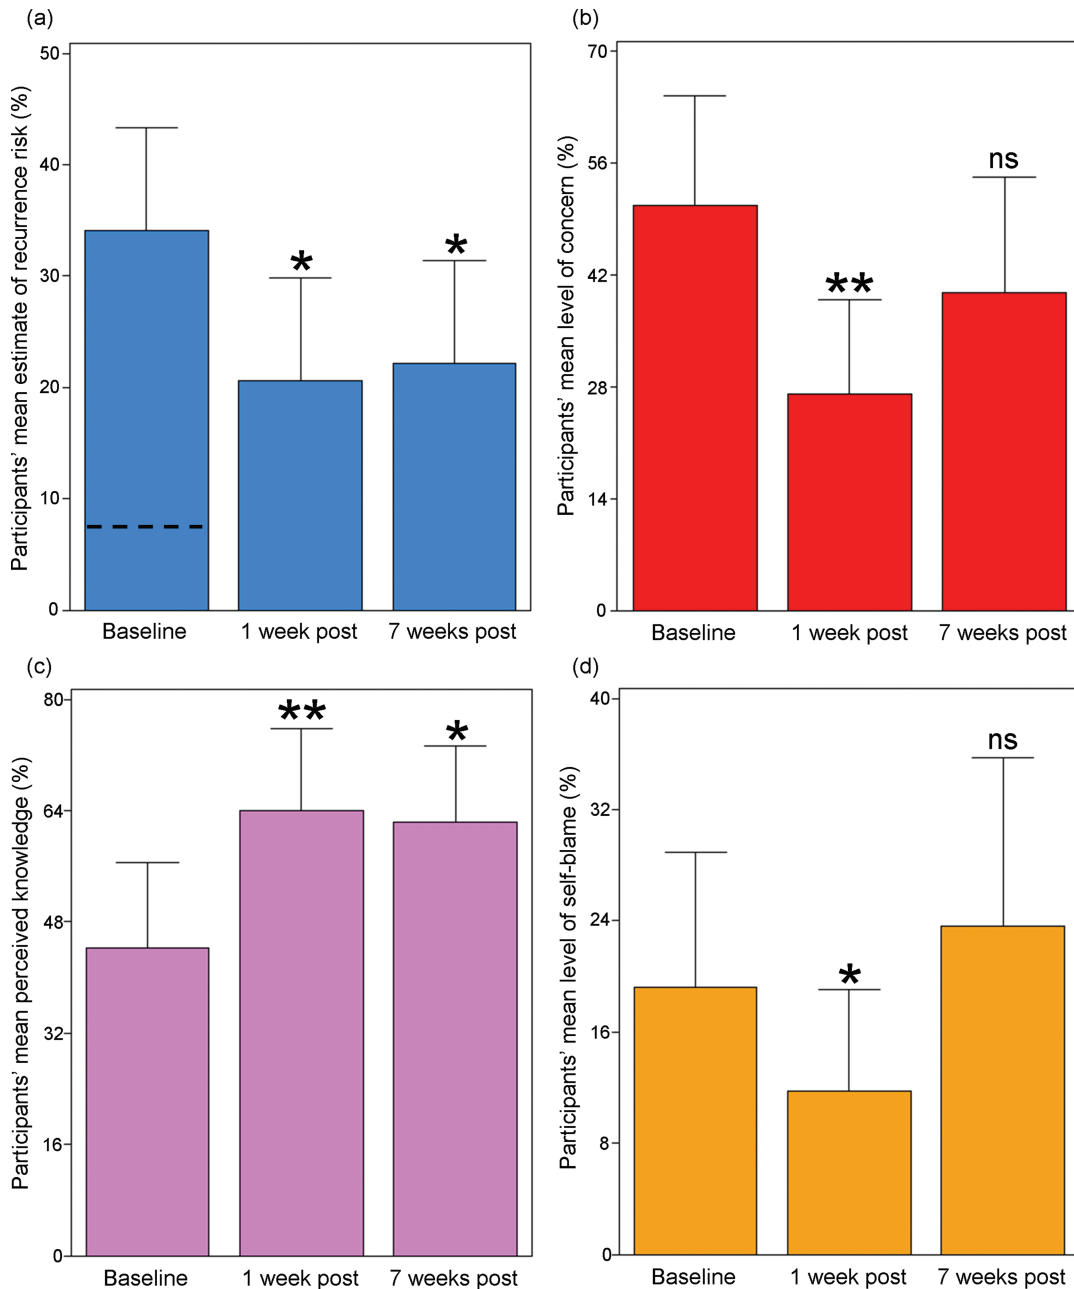 (a)
Participants’ mean estimate of recurrence risk (%)
50
40
30
20
10
0
*
*
Baseline
1 week post
7 weeks post
(b)
Participants’ mean level of concern (%)
70
56
42
28
14
0
**
ns
Baseline
1 week post
7 weeks post
(c)
Participants’ mean perceived knowledge (%)
80
64
48
32
16
0
**
*
Baseline
1 week post
7 weeks post
(d)
Participants’ mean level of self-blame (%)
40
32
24
16
8
0
*
ns
Baseline
1 week post
7 weeks post